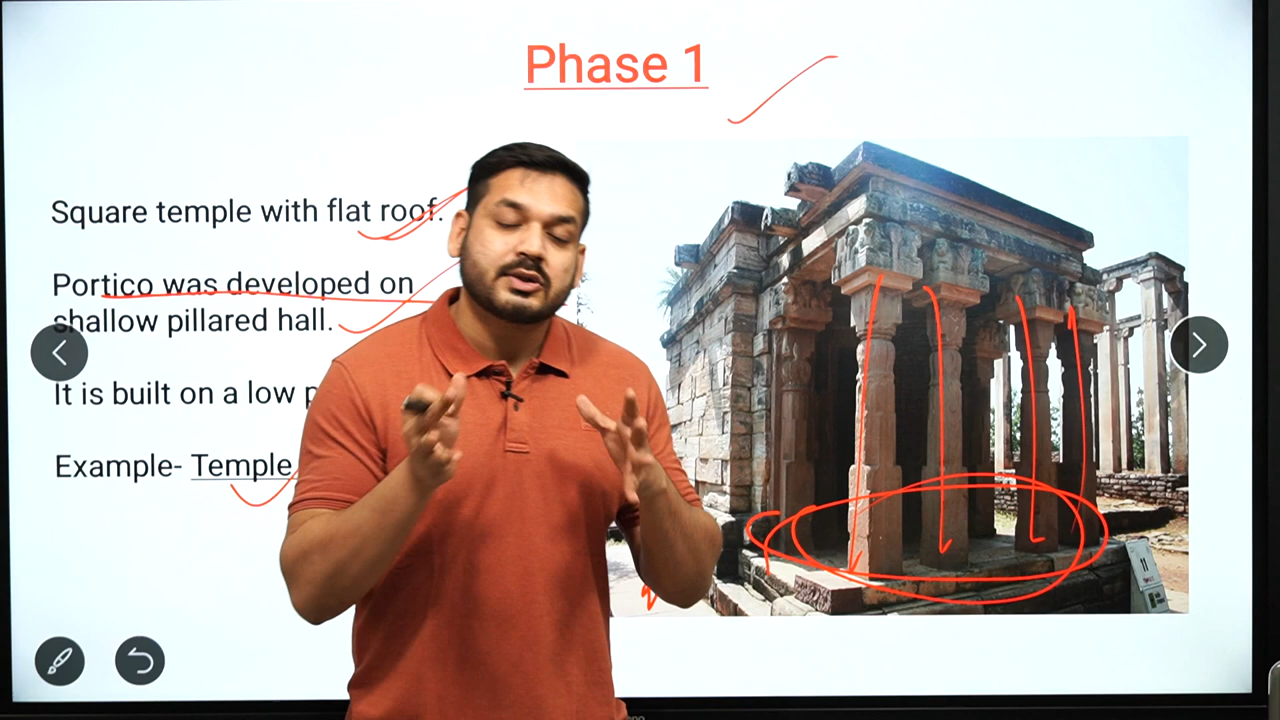 Phase 1
Square temple with flat roof.
Portico was developed on
shallow pillared hall.
It is built on a low
Example- Temple
11